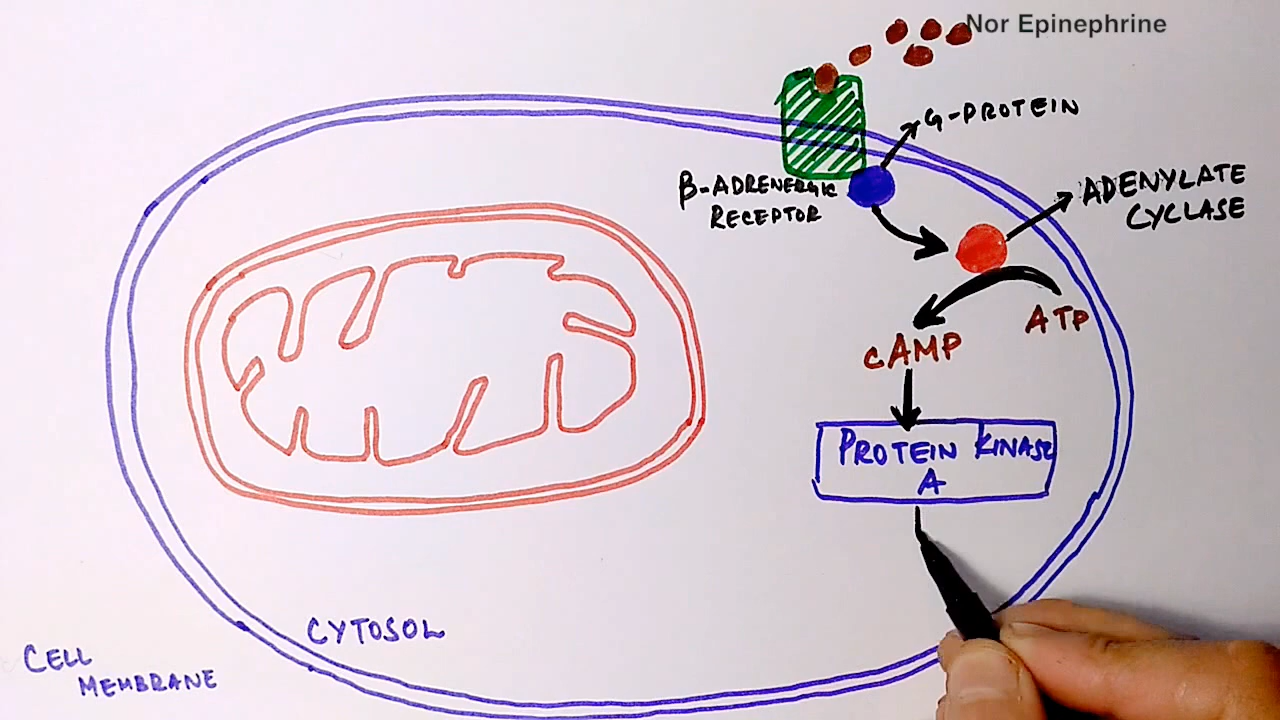 Nor Epinephrine
G-PROTEIN
β-ADRENERGIC
RECEPTOR
ADENYLATE
CYCLASE
ATP
cAMP
PROTEIN KINASE
A
CYTOSOL
CELL
MEMBRANE